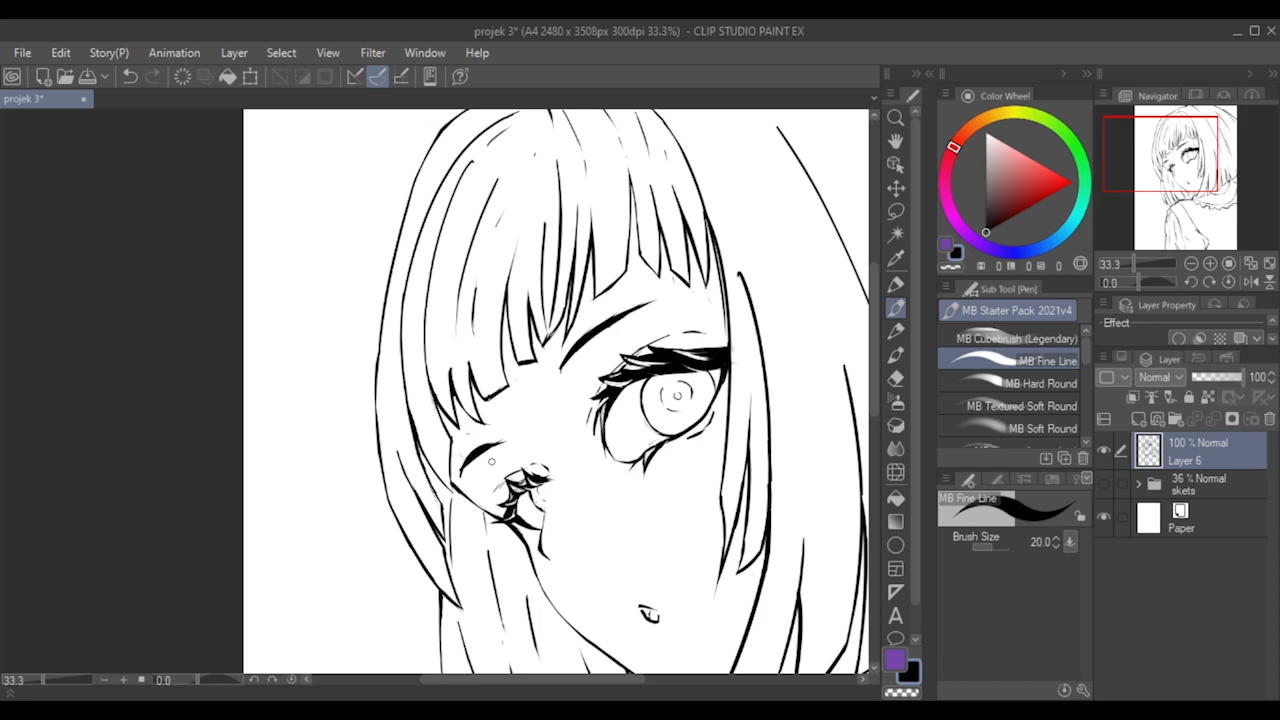 projek 3* (A4 2480 x 3508px 300dpi 33.3%) - CLIP STUDIO PAINT EX
File Edit Story(P) Animation Layer Select View Filter Window Help
projek 3*
Color Wheel
Navigator
33.3
0.0
0 0 0
Sub Tool [Pen]
MB Starter Pack 2021v4
MB Cubebrush (Legendary)
MB Fine Line
MB Hard Round
MB Textured Soft Round
MB Soft Round
Layer Property
Effect
Layer
Normal 100
100 % Normal
Layer 6
36 % Normal
skets
Paper
MB Fine Line
Brush Size 20.0
A
33.3 0.0